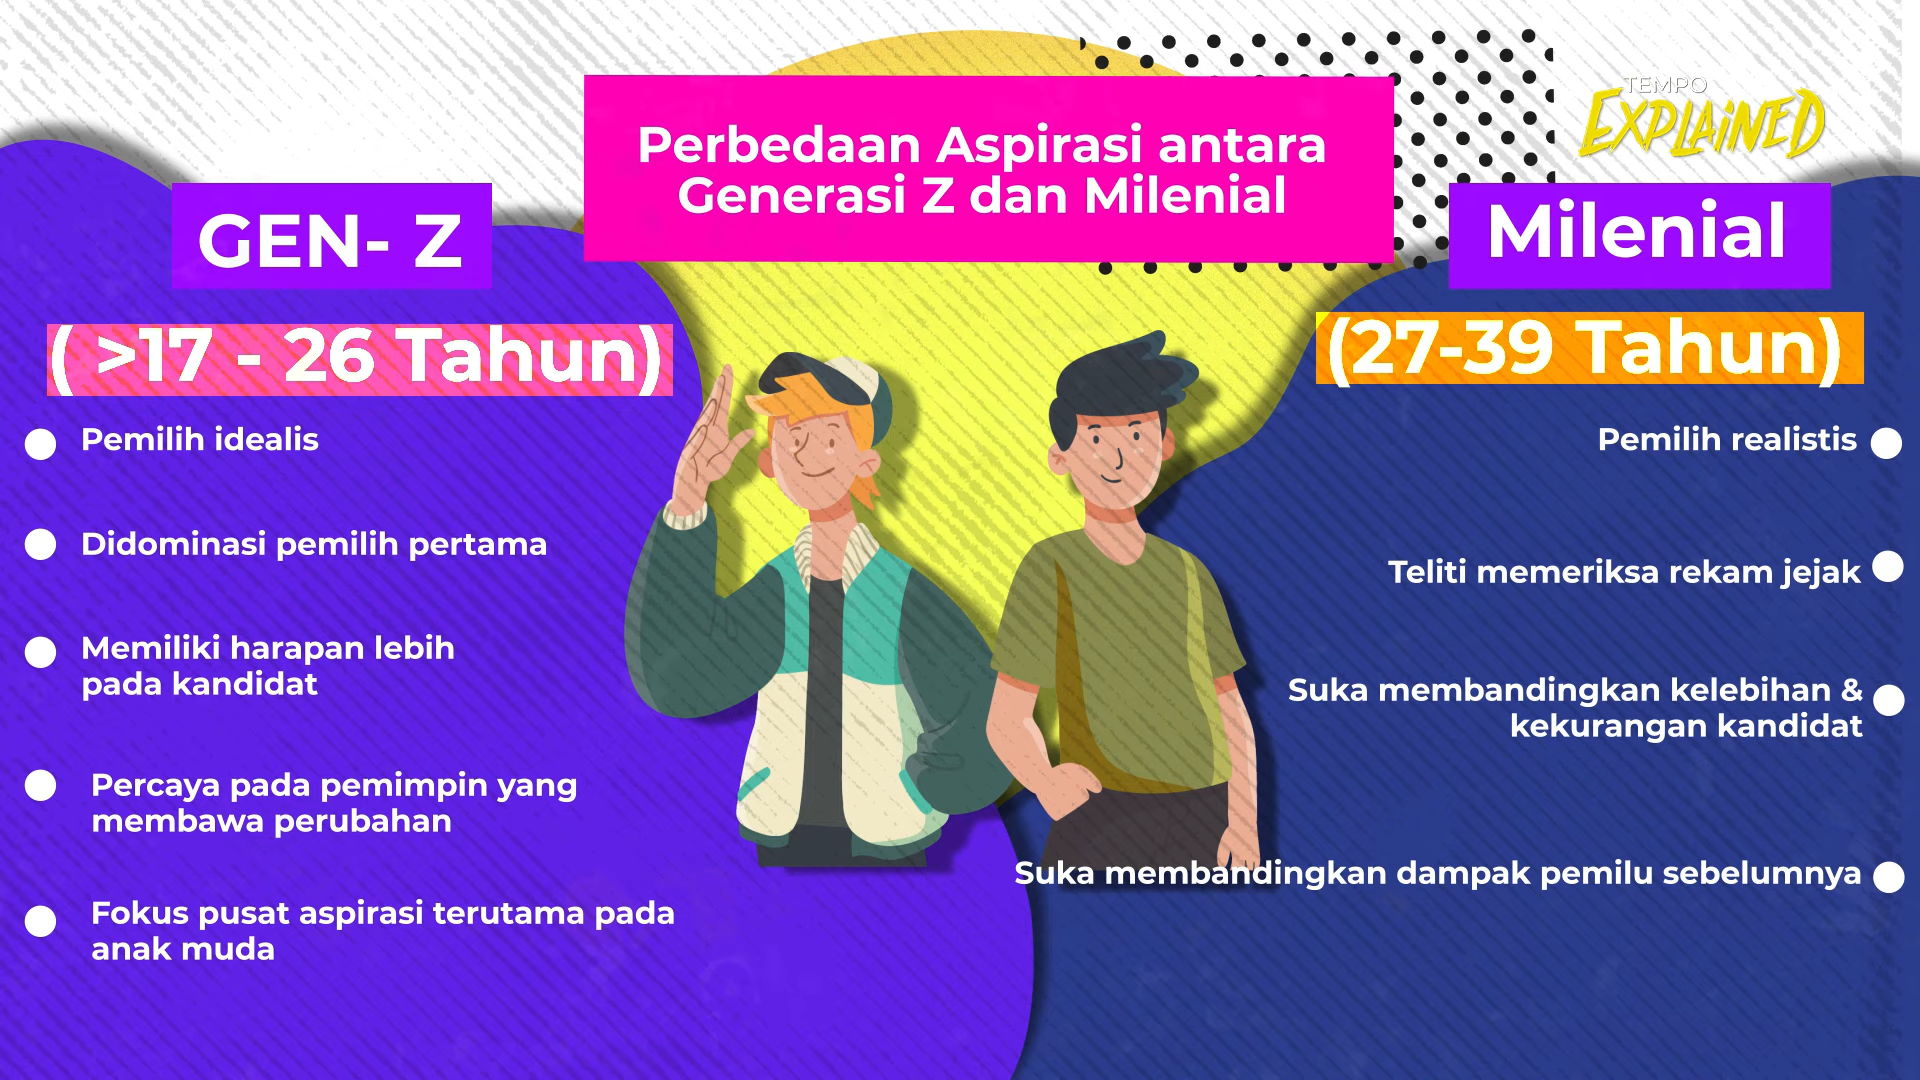 TEMPO
EXPLAINED
Perbedaan Aspirasi antara
Generasi Z dan Milenial
GEN- Z
( >17 - 26 Tahun)
Pemilih idealis
Didominasi pemilih pertama
Memiliki harapan lebih
pada kandidat
Percaya pada pemimpin yang
membawa perubahan
Fokus pusat aspirasi terutama pada
anak muda
Milenial
(27-39 Tahun)
Pemilih realistis
Teliti memeriksa rekam jejak
Suka membandingkan kelebihan &
kekurangan kandidat
Suka membandingkan dampak pemilu sebelumnya